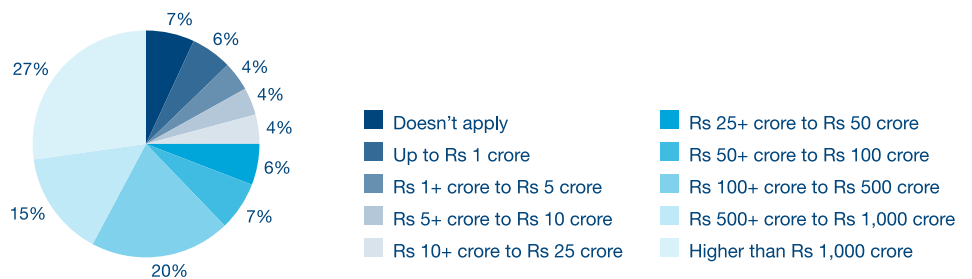 7%
6%
4%
4%
4%
6%
7%
20%
15%
27%
Doesn't apply
Up to Rs 1 crore
Rs 1+ crore to Rs 5 crore
Rs 5+ crore to Rs 10 crore
Rs 10+ crore to Rs 25 crore
Rs 25+ crore to Rs 50 crore
Rs 50+ crore to Rs 100 crore
Rs 100+ crore to Rs 500 crore
Rs 500+ crore to Rs 1,000 crore
Higher than Rs 1,000 crore